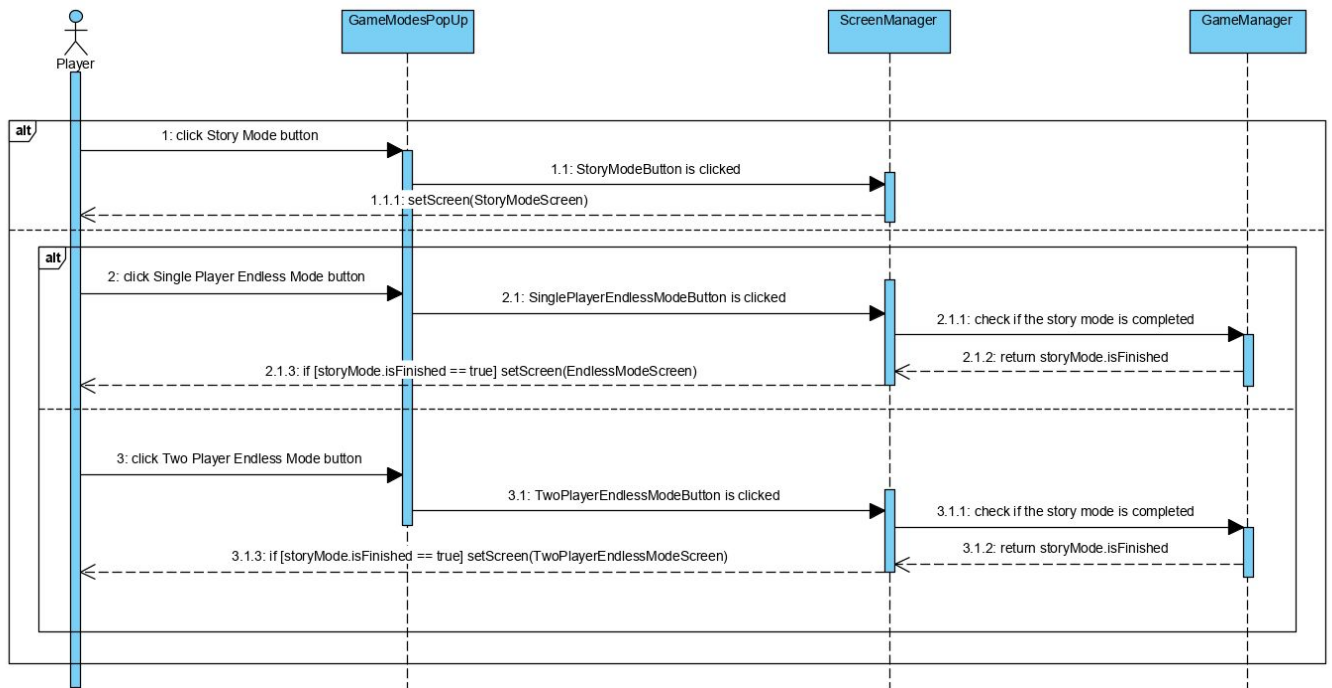 Player
GameModesPopUp
ScreenManager
GameManager
alt
1: click Story Mode button
1.1: StoryModeButton is clicked
1.1.1: setScreen(StoryModeScreen)
alt
2: click Single Player Endless Mode button
2.1: SinglePlayerEndlessModeButton is clicked
2.1.1: check if the story mode is completed
2.1.2: return storyMode.isFinished
2.1.3: if [storyMode.isFinished == true] setScreen(EndlessModeScreen)
3: click Two Player Endless Mode button
3.1: TwoPlayerEndlessModeButton is clicked
3.1.1: check if the story mode is completed
3.1.2: return storyMode.isFinished
3.1.3: if [storyMode.isFinished == true] setScreen(TwoPlayerEndlessModeScreen)